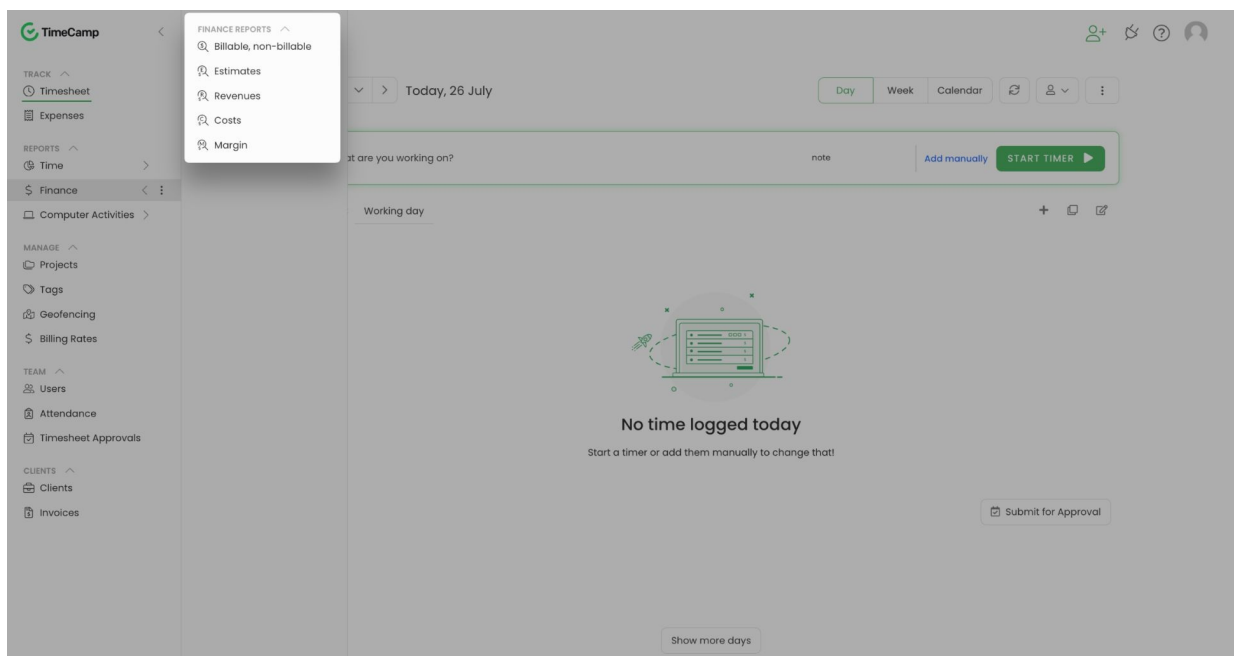 TimeCamp
TRACK
Timesheet
Expenses
REPORTS
Time
Finance
Computer Activities
MANAGE
Projects
Tags
Geofencing
Billing Rates
TEAM
Users
Attendance
Timesheet Approvals
CLIENTS
Clients
Invoices
FINANCE REPORTS
Billable, non-billable
Estimates
Revenues
Costs
Margin
Today, 26 July
Day Week Calendar
at are you working on? note Add manually START TIMER
Working day
No time logged today
Start a timer or add them manually to change that!
Submit for Approval
Show more days